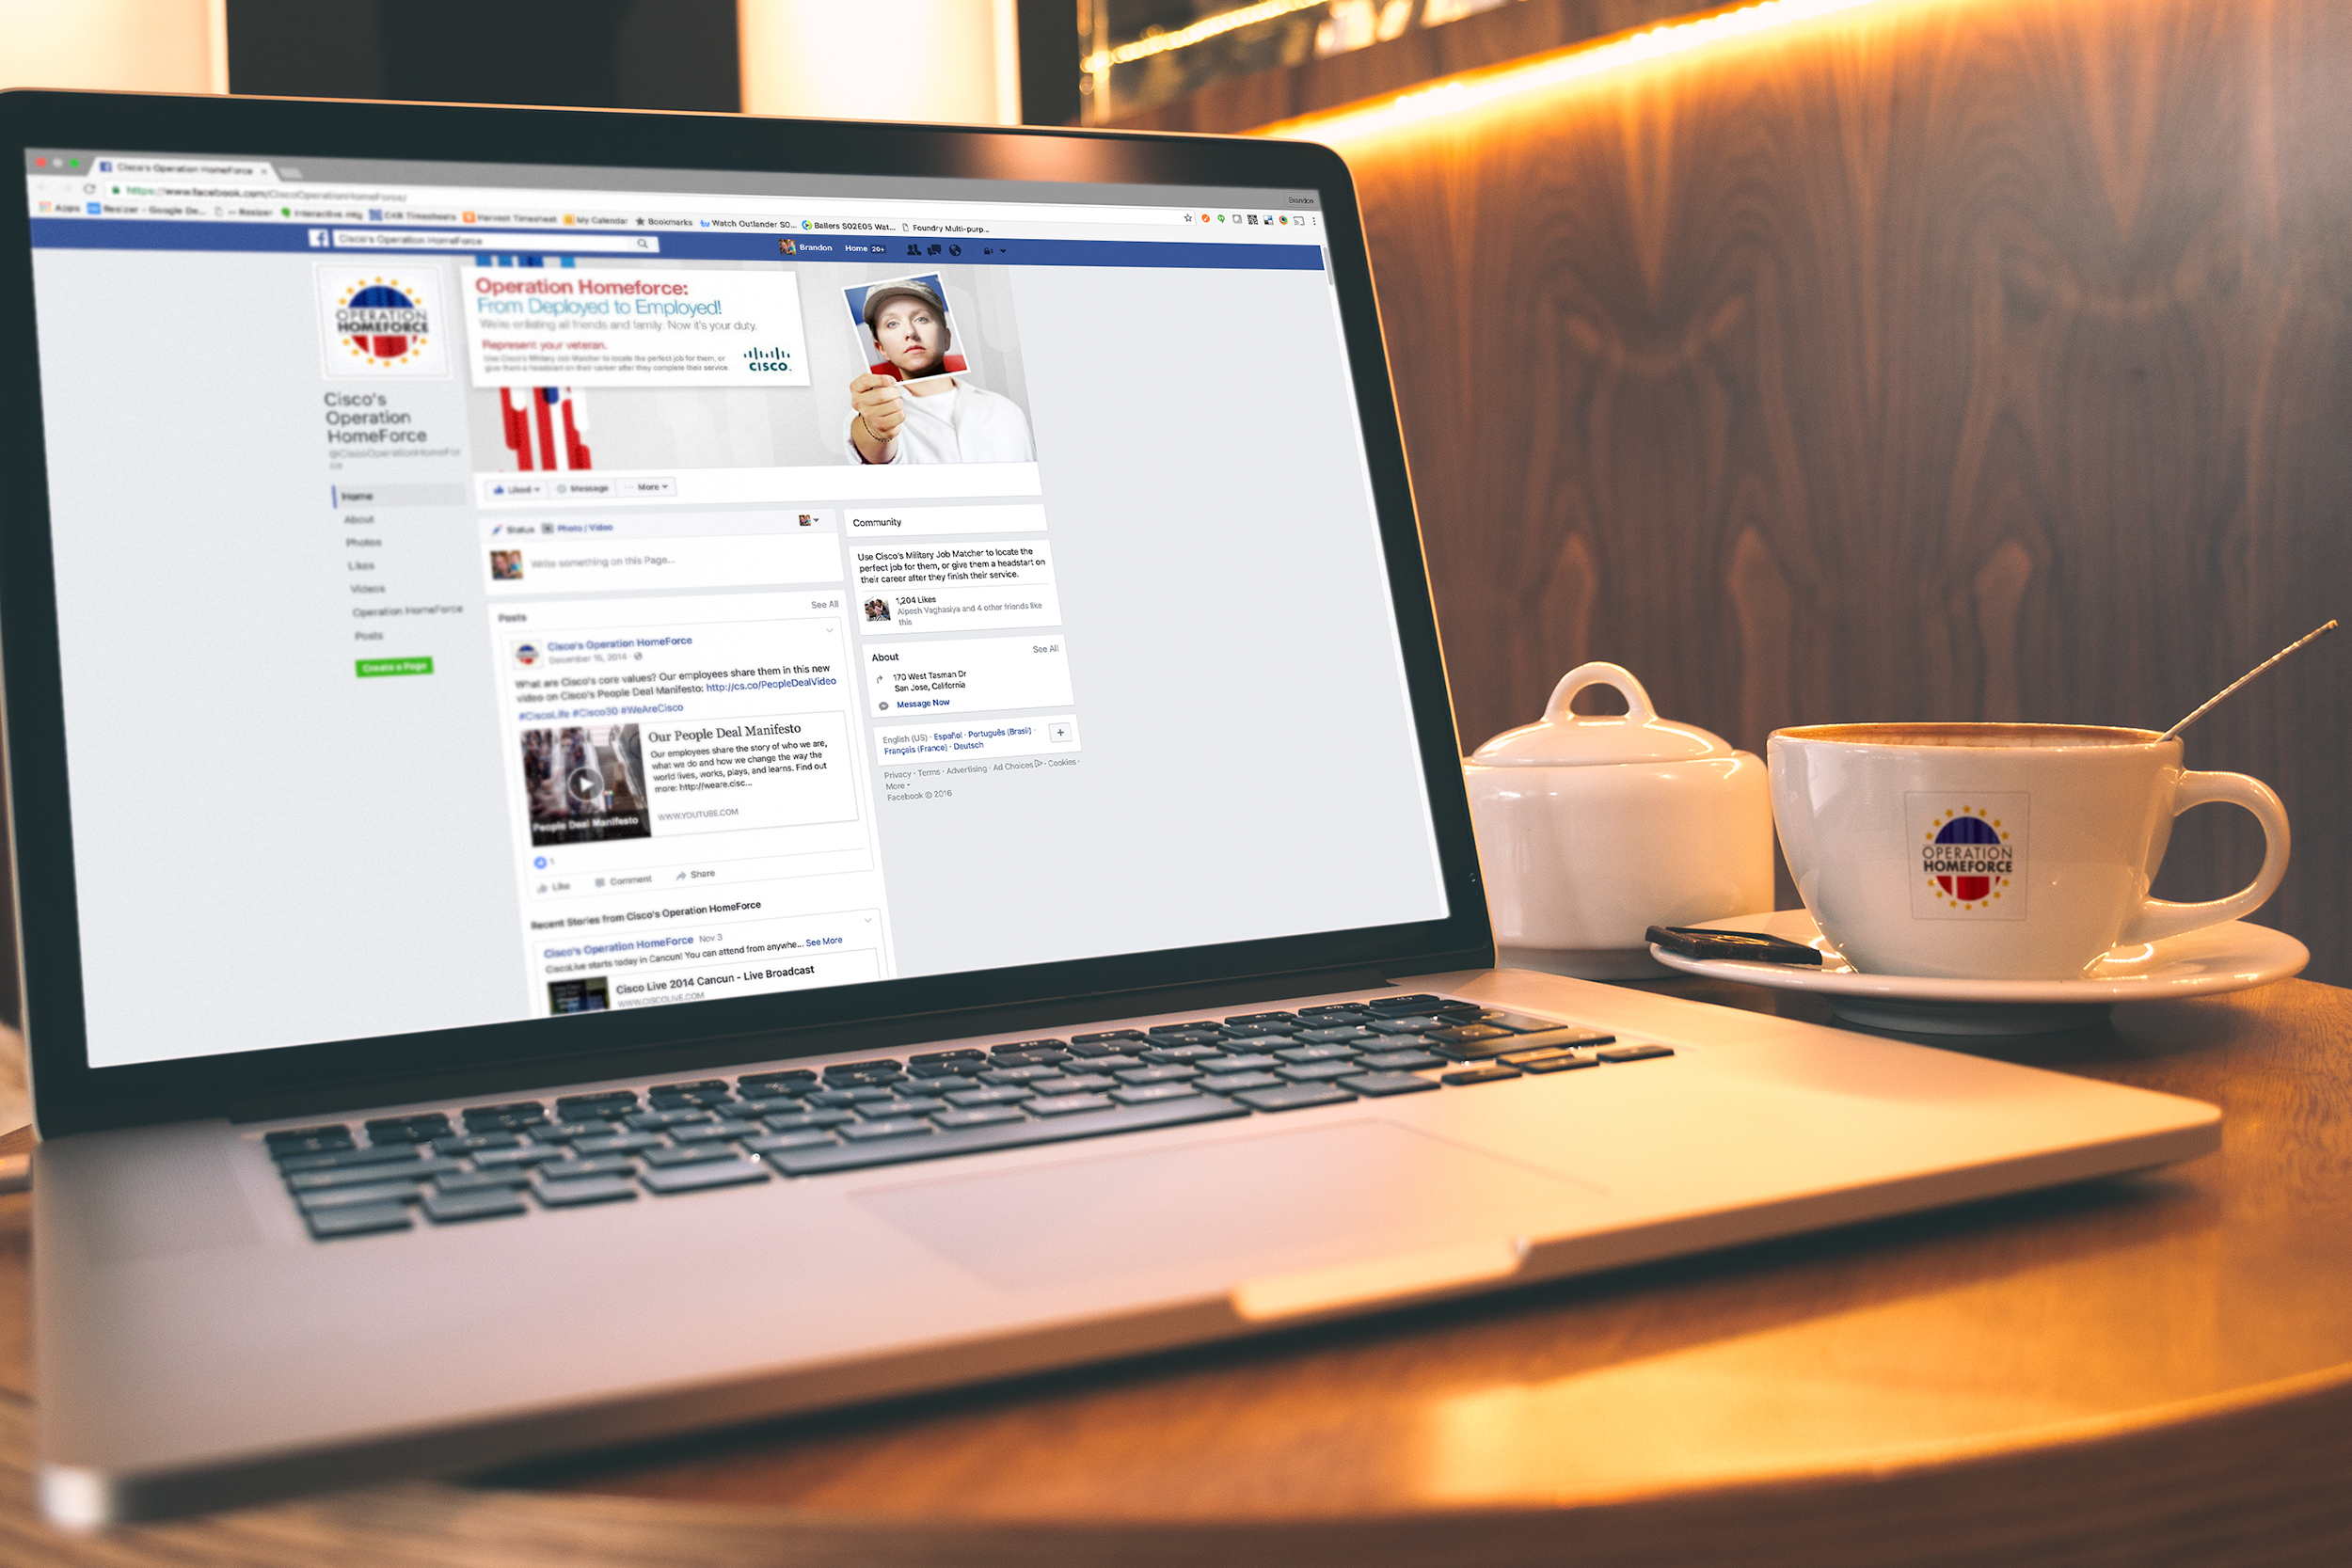 Cisco's Operation HomeForce
Brandon
https://www.facebook.com/CiscoOperationHomeForce/
Apps Resizer - Google De... Resizer Interactive mtg C4B Timesheets Harvest Timesheet My Calendar Bookmarks Watch Outlander S0... Ballers S02E05 Wat... Foundry Multi-purp...
Cisco's Operation HomeForce
Brandon Home 20+
OPERATION
HOMEFORCE
Operation Homeforce:
From Deployed to Employed!
We're enlisting all friends and family: Now it's your duty.
Represent your veteran.
Use Cisco's Military Job Matcher to locate the perfect job for them, or
give them a headstart on their career after they complete their service.
CISCO
Cisco's
Operation
HomeForce
@CiscoOperationHomeFor
ce
Home
About
Photos
Likes
Videos
Operation HomeForce
Posts
Create a Page
Liked Message More
Status Photo / Video
Write something on this Page...
Posts See All
Cisco's Operation HomeForce
December 15, 2014
What are Cisco's core values? Our employees share them in this new
video on Cisco's People Deal Manifesto: http://cs.co/PeopleDealVideo
#CiscoLife #Cisco30 #WeAreCisco
People Deal Manifesto
Our People Deal Manifesto
Our employees share the story of who we are,
what we do and how we change the way the
world lives, works, plays, and learns. Find out
more: http://weare.cisc...
WWW.YOUTUBE.COM
1
Like Comment Share
Recent Stories from Cisco's Operation HomeForce
Cisco's Operation HomeForce Nov 3
CiscoLive starts today in Cancun! You can attend from anywhe... See More
Cisco Live 2014 Cancun - Live Broadcast
WWW.CISCOLIVE.COM
Community
Use Cisco's Military Job Matcher to locate the
perfect job for them, or give them a headstart on
their career after they finish their service.
1,204 Likes
Alpesh Vaghasiya and 4 other friends like
this
About See All
170 West Tasman Dr
San Jose, California
Message Now
English (US) · Español · Português (Brasil) ·
Français (France) · Deutsch
+
Privacy · Terms · Advertising · Ad Choices · Cookies ·
More
Facebook © 2016
OPERATION
HOMEFORCE